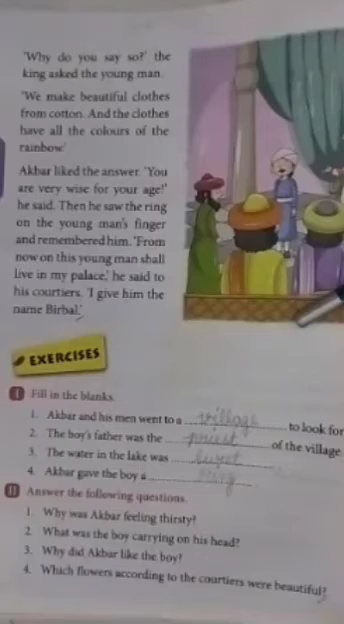 'Why do you say so?' the
king asked the young man.
'We make beautiful clothes
from cotton. And the clothes
have all the colours of the
rainbow.'
Akbar liked the answer. 'You
are very wise for your age!'
he said. Then he saw the ring
on the young man's finger
and remembered him. 'From
now on this young man shall
live in my palace,' he said to
his courtiers. 'I give him the
name Birbal.'
EXERCISES
I Fill in the blanks.
1. Akbar and his men went to a village to look for
2. The boy's father was the priest of the village
3. The water in the lake was sweet.
4. Akbar gave the boy a ring.
II Answer the following questions.
1 Why was Akbar feeling thirsty?
2. What was the boy carrying on his head?
3. Why did Akbar like the boy?
4. Which flowers according to the courtiers were beautiful?